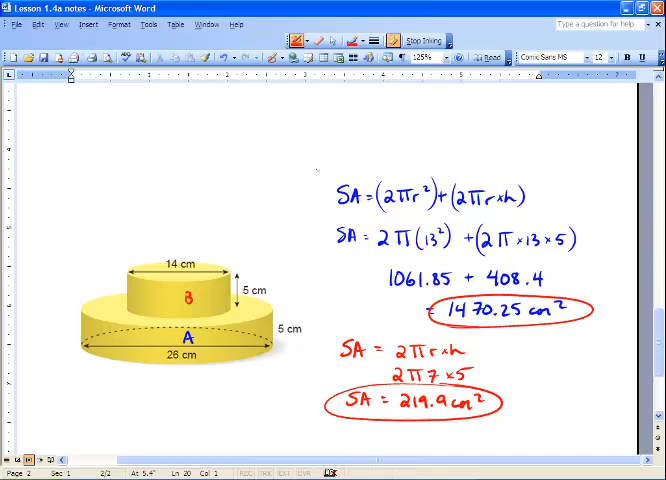 Lesson 1.4a notes - Microsoft Word
File Edit View Insert Format Tools Table Window Help
Type a question for help
Stop Inking
125% Read Comic Sans MS 12
SA = (2πr²) + (2πr×h)
SA = 2π(13²) + (2π×13×5)
1061.85 + 408.4
= 1470.25 cm²
14 cm
B
5 cm
A
5 cm
26 cm
SA = 2πr×h
2π7×5
SA = 219.9 cm²
Page 2 Sec 1 2/2 At 5.4" Ln 20 Col 1 REC TRK EXT OVR